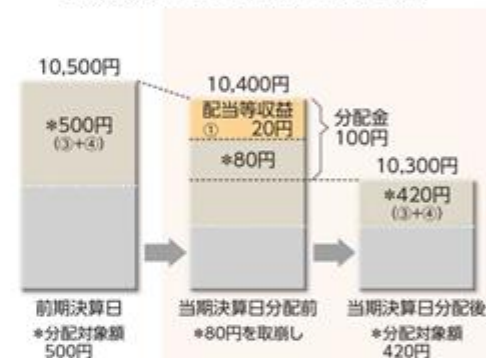 10,500円
*500円
(③+④)
10,400円
配当等収益
① 20円
*80円
分配金
100円
10,300円
*420円
(③+④)
前期決算日
*分配対象額
500円
当期決算日分配前
*80円を取崩し
当期決算日分配後
*分配対象額
420円